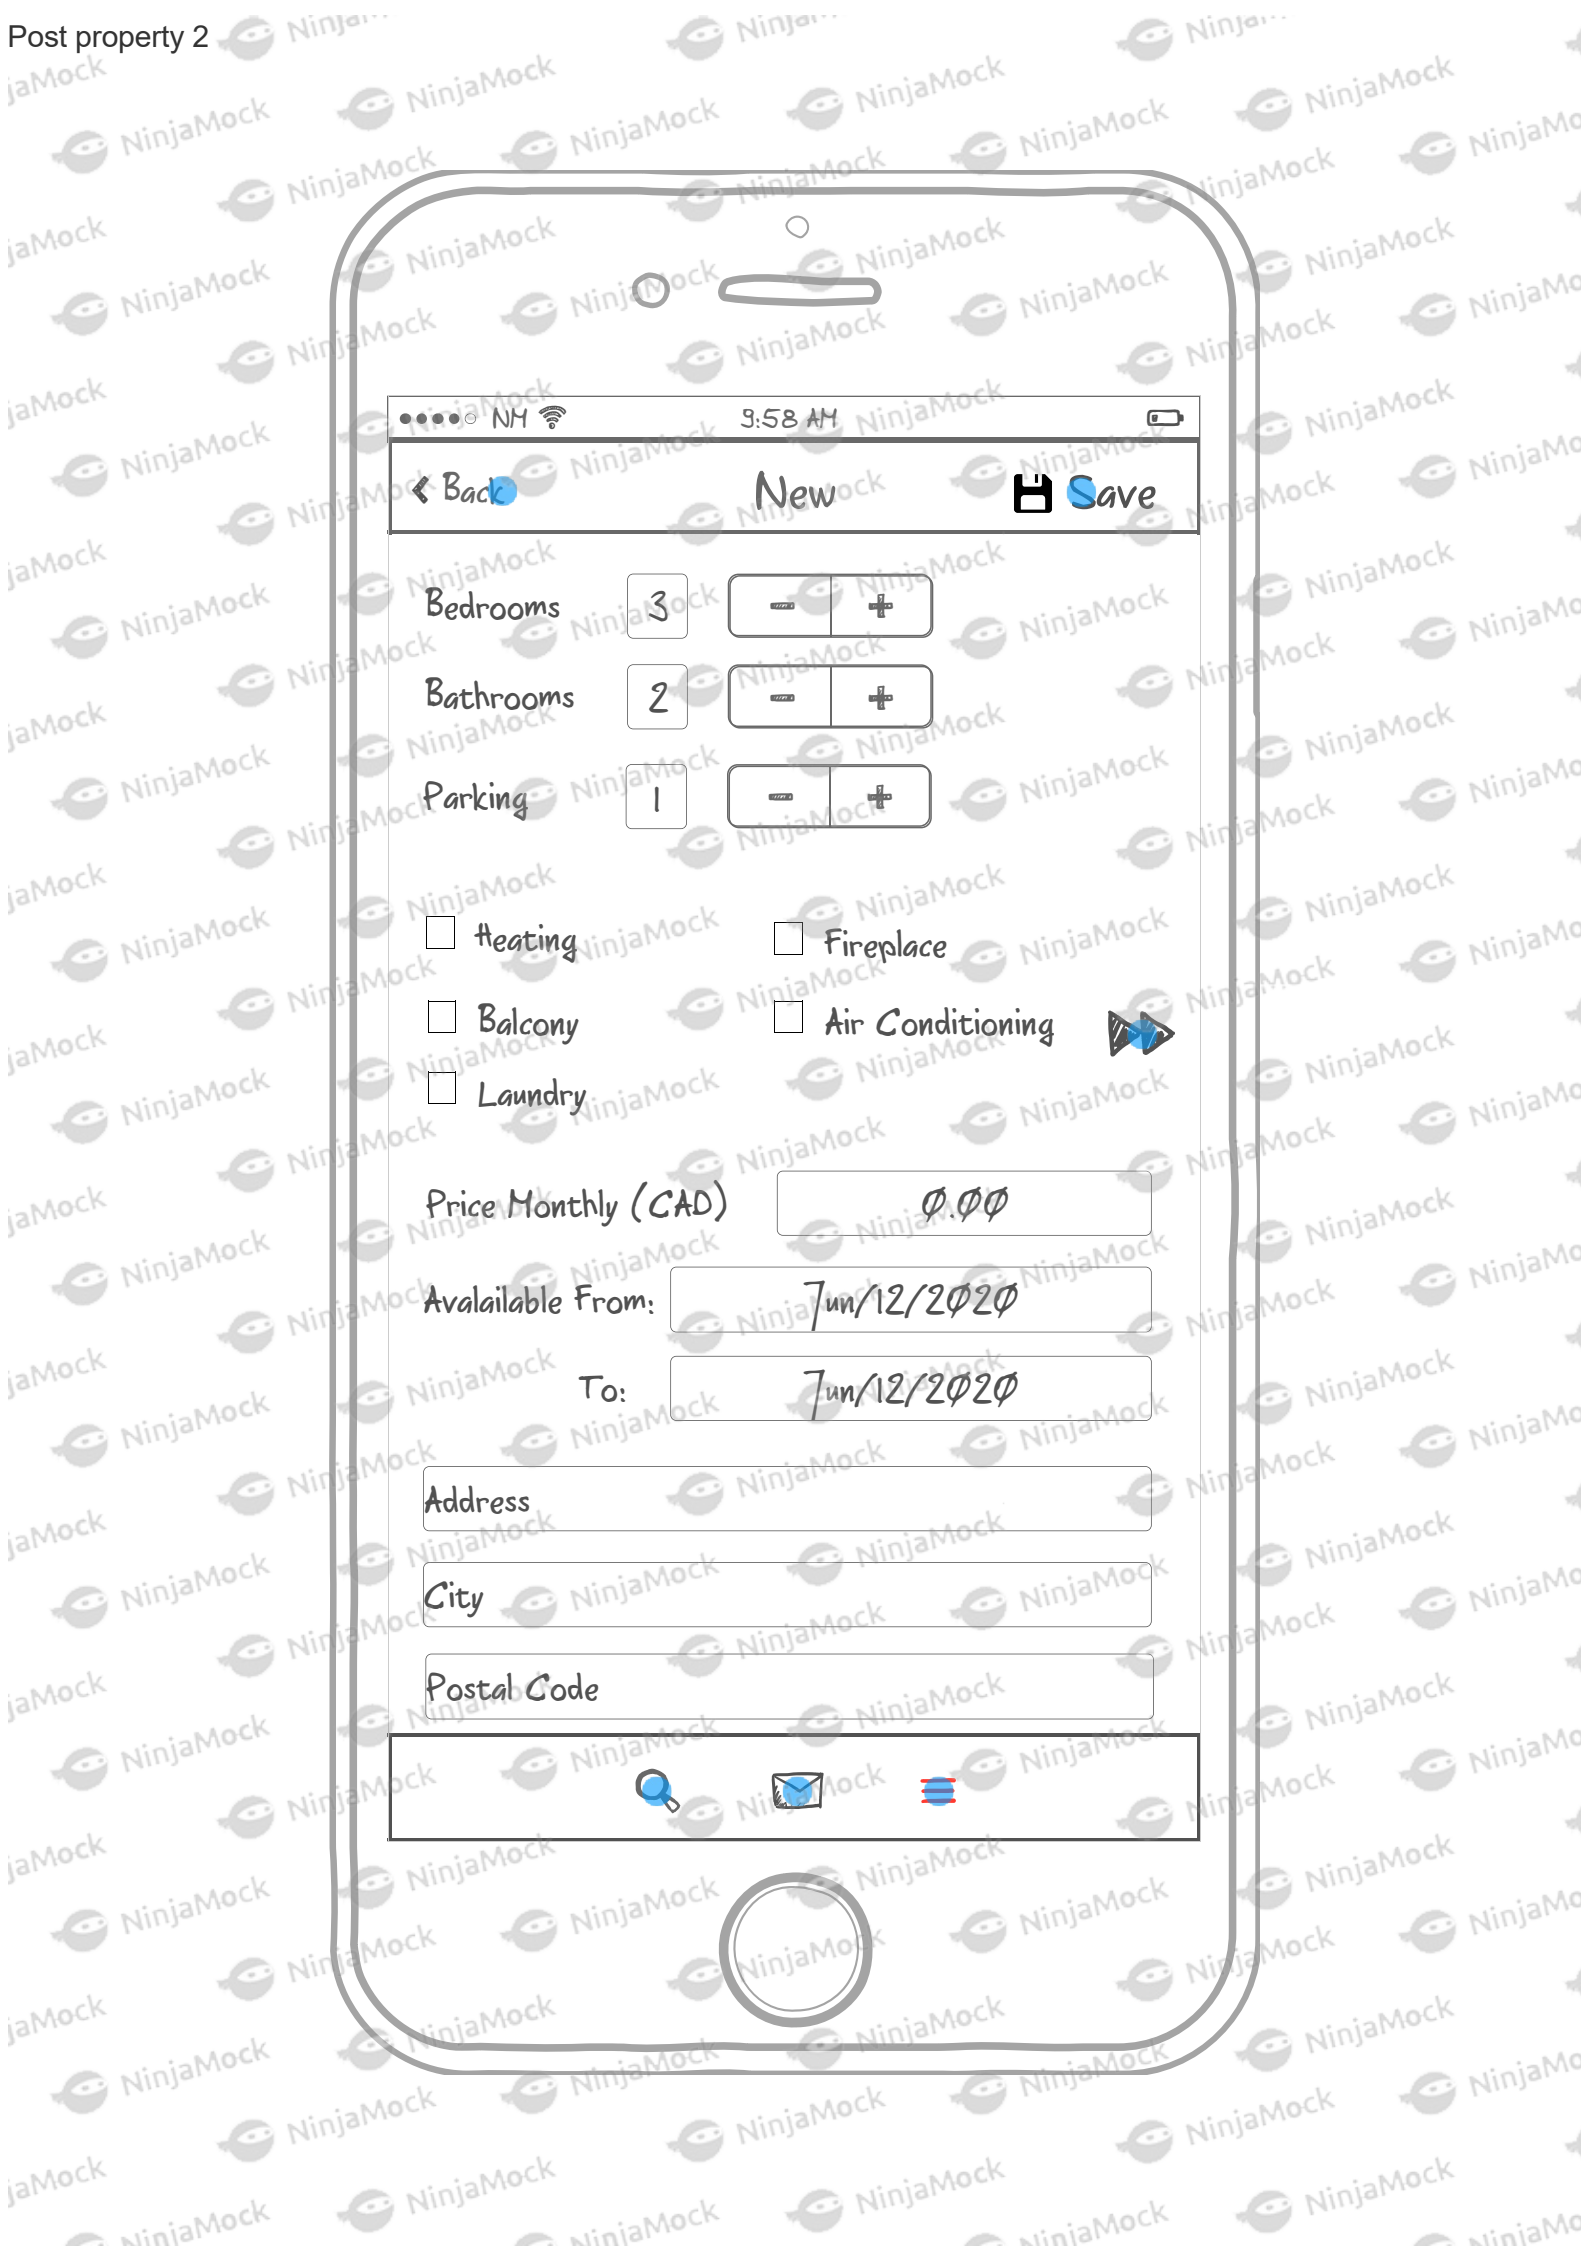 Post property 2
NM 9:58 AM
Back New Save
Bedrooms 3 - +
Bathrooms 2 - +
Parking 1 - +
Heating Fireplace
Balcony Air Conditioning
Laundry
Price Monthly (CAD) 0.00
Avalailable From: Jun/12/2020
To: Jun/12/2020
Address
City
Postal Code
NinjaMock